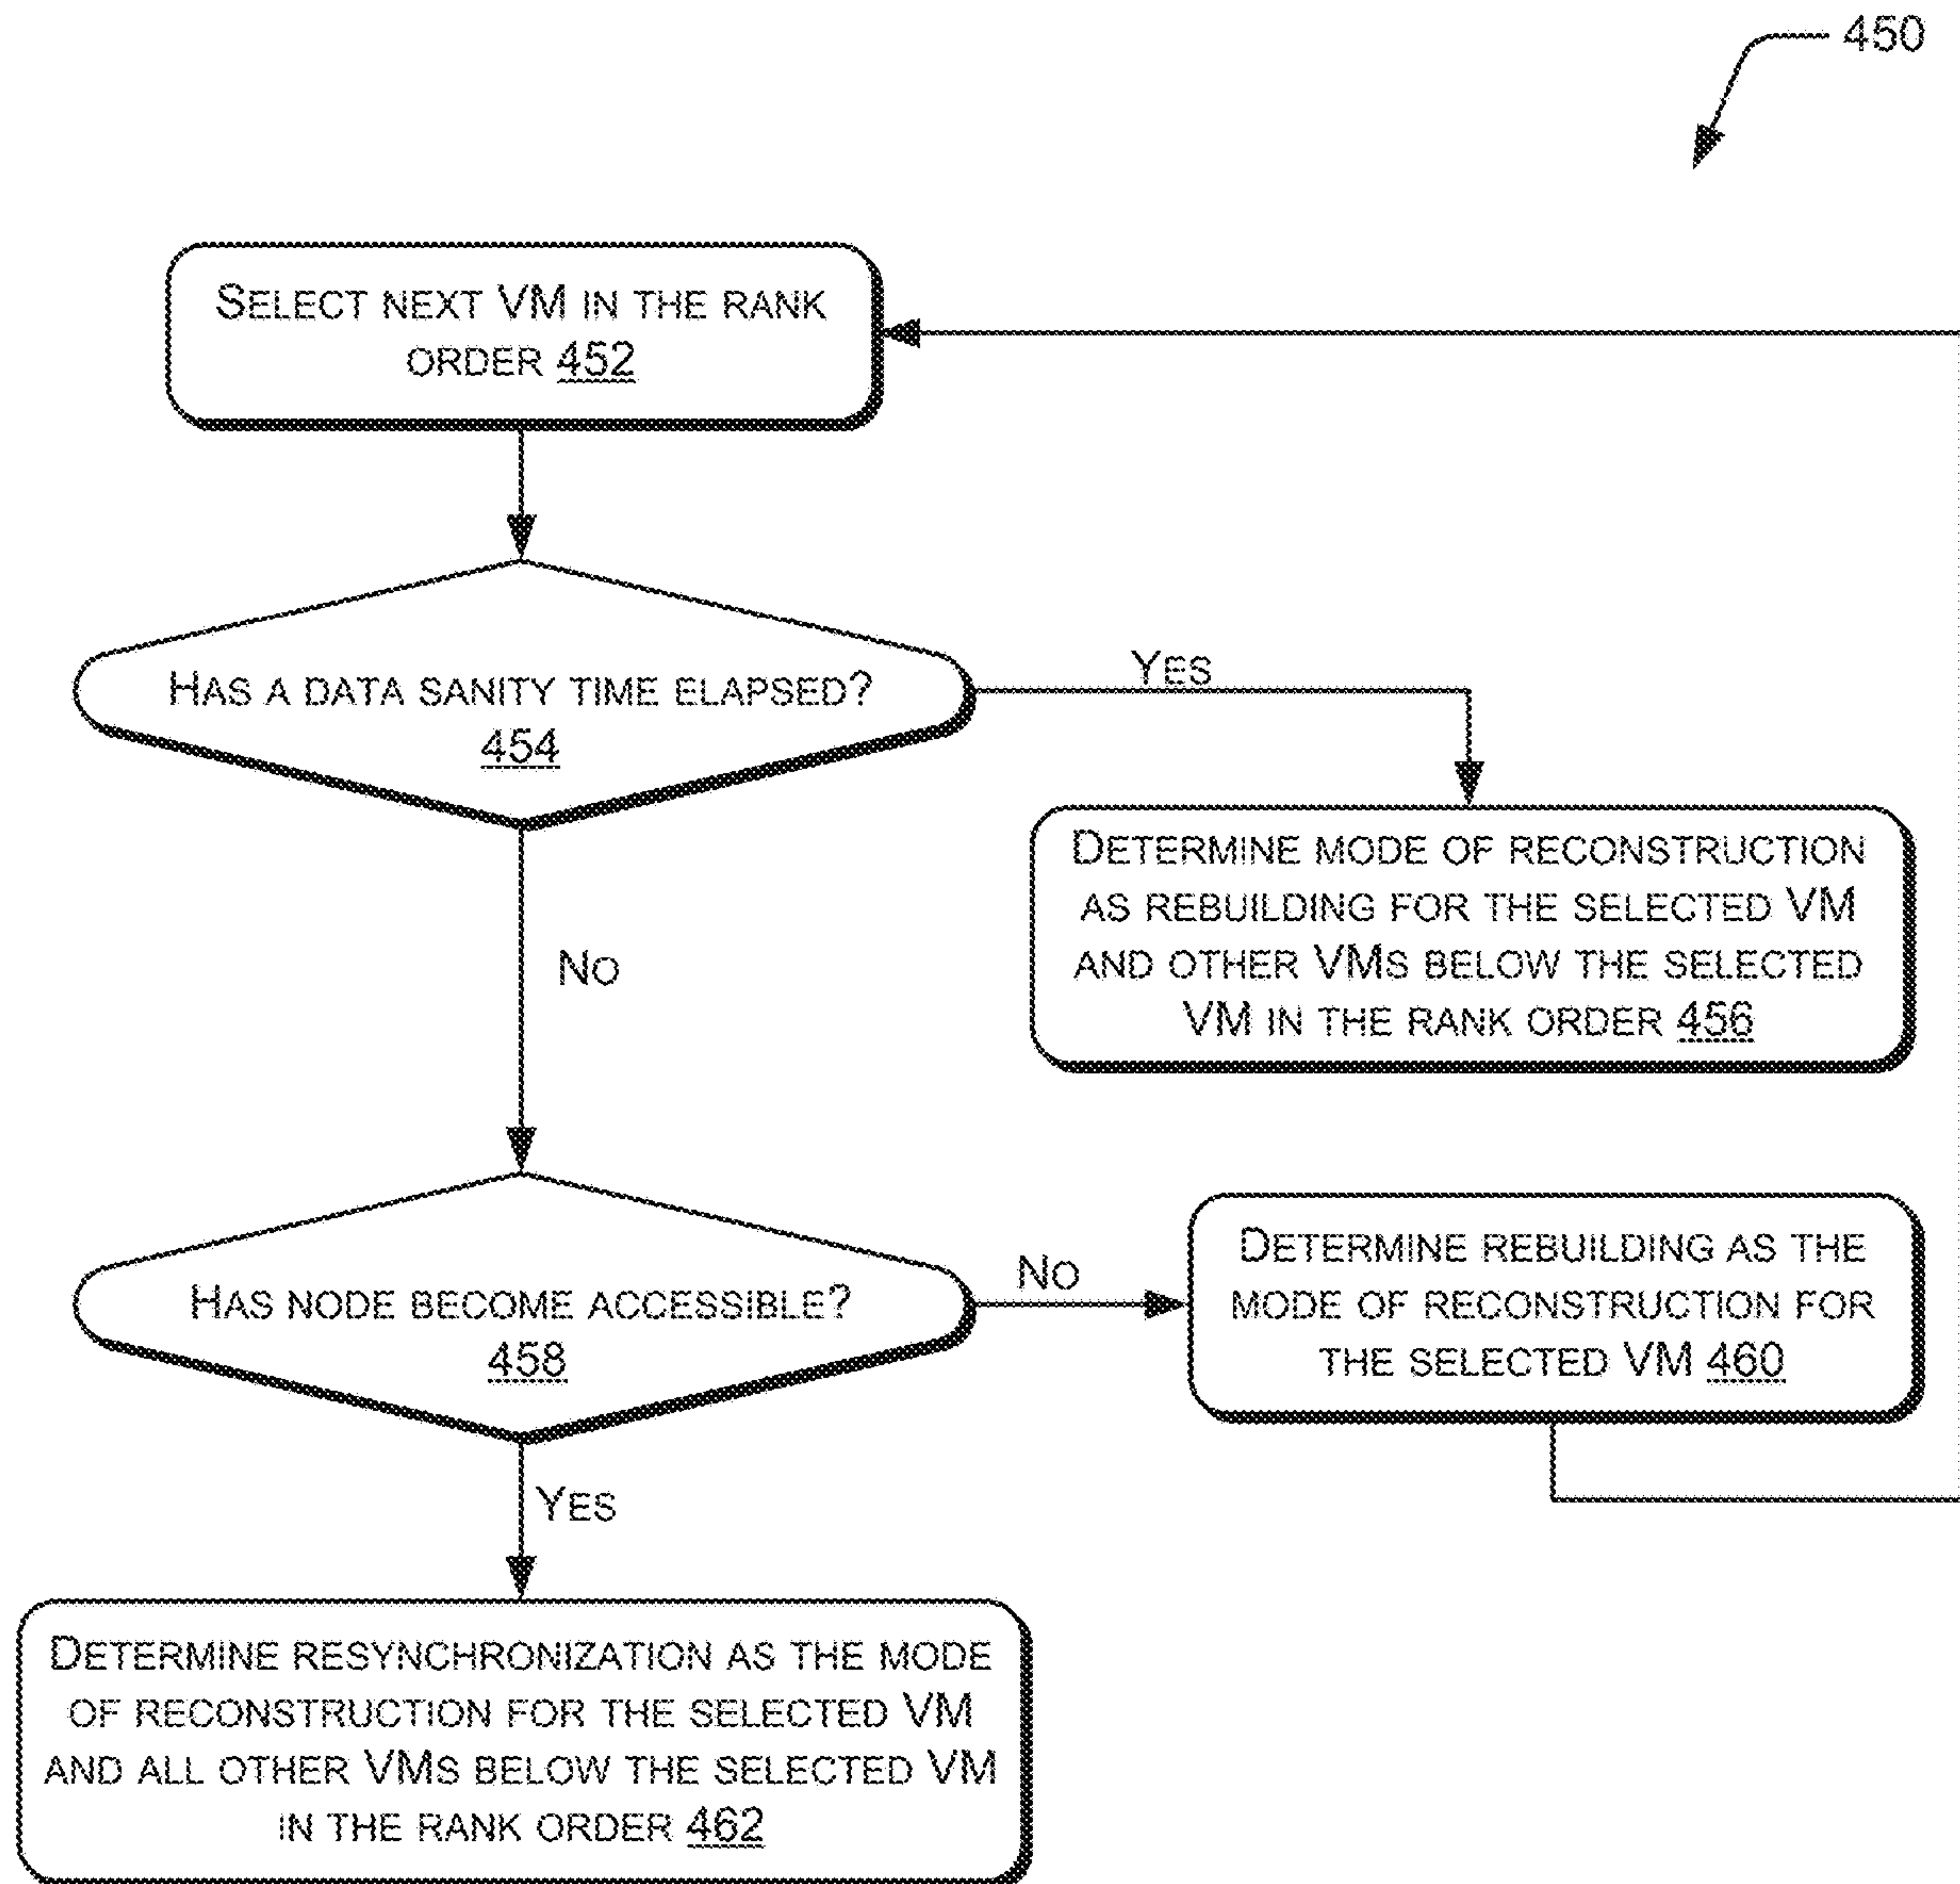 450
SELECT NEXT VM IN THE RANK
ORDER 452
HAS A DATA SANITY TIME ELAPSED?
454
YES
DETERMINE MODE OF RECONSTRUCTION
AS REBUILDING FOR THE SELECTED VM
AND OTHER VMS BELOW THE SELECTED
VM IN THE RANK ORDER 456
NO
HAS NODE BECOME ACCESSIBLE?
458
NO
DETERMINE REBUILDING AS THE
MODE OF RECONSTRUCTION FOR
THE SELECTED VM 460
YES
DETERMINE RESYNCHRONIZATION AS THE MODE
OF RECONSTRUCTION FOR THE SELECTED VM
AND ALL OTHER VMS BELOW THE SELECTED VM
IN THE RANK ORDER 462